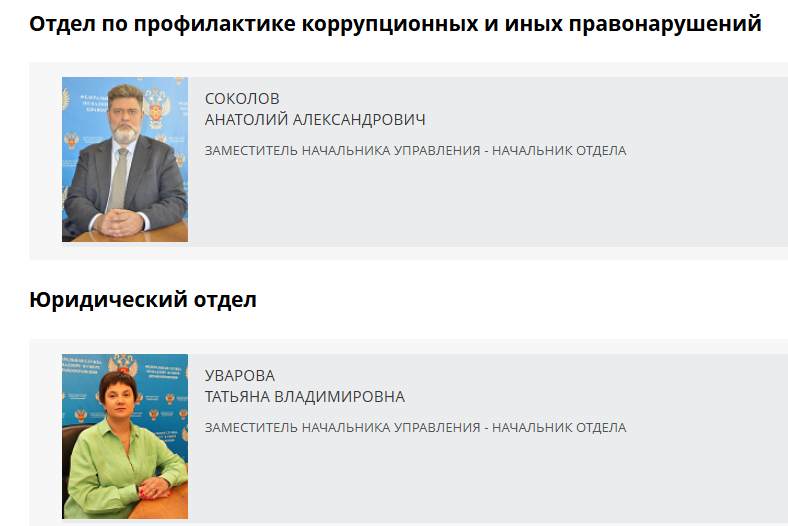 Отдел по профилактике коррупционных и иных правонарушений
СОКОЛОВ
АНАТОЛИЙ АЛЕКСАНДРОВИЧ
ЗАМЕСТИТЕЛЬ НАЧАЛЬНИКА УПРАВЛЕНИЯ - НАЧАЛЬНИК ОТДЕЛА
Юридический отдел
УВАРОВА
ТАТЬЯНА ВЛАДИМИРОВНА
ЗАМЕСТИТЕЛЬ НАЧАЛЬНИКА УПРАВЛЕНИЯ - НАЧАЛЬНИК ОТДЕЛА